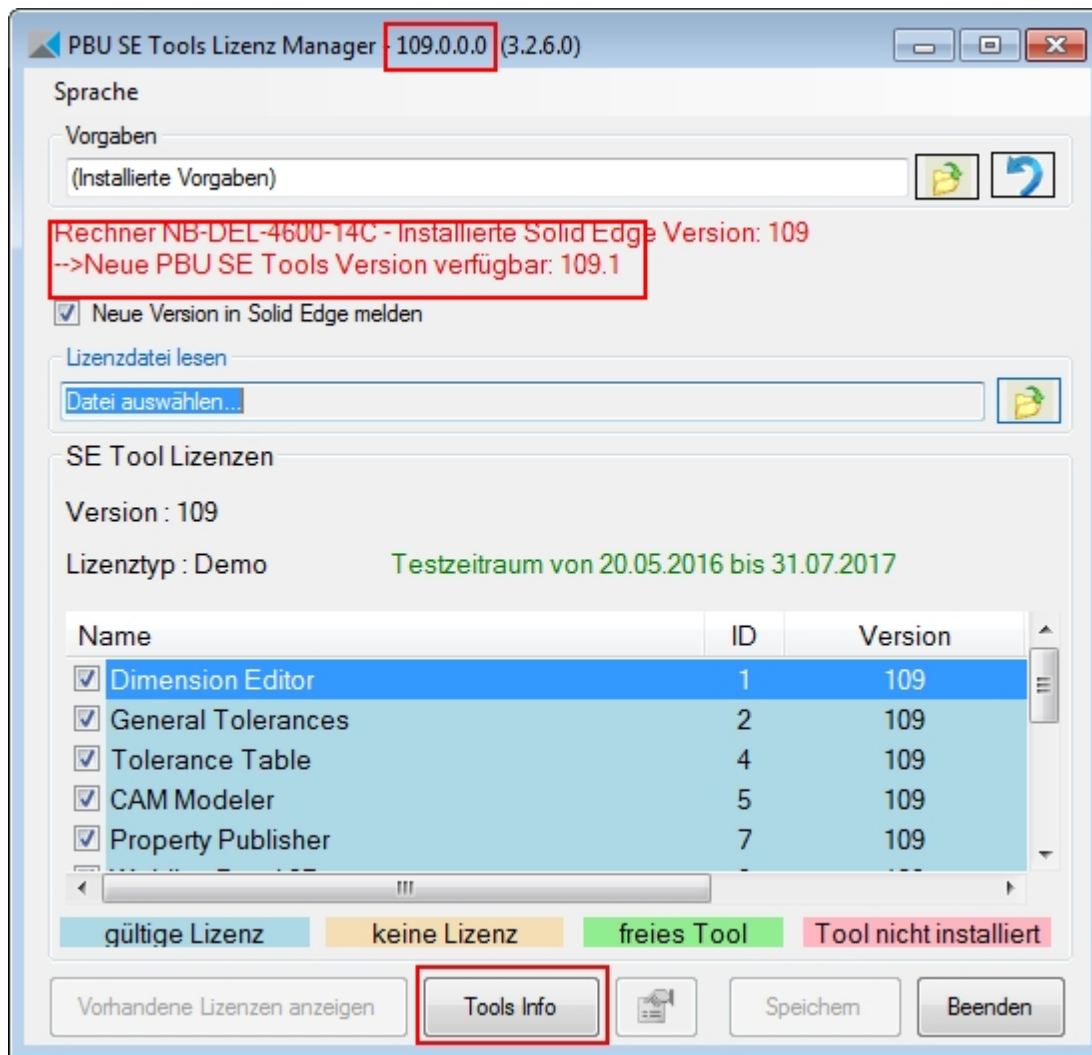 PBU SE Tools Lizenz Manager - 109.0.0.0 (3.2.6.0)
Sprache
Vorgaben
(Installierte Vorgaben)
Rechner NB-DEL-4600-14C - Installierte Solid Edge Version: 109
-->Neue PBU SE Tools Version verfügbar: 109.1
Neue Version in Solid Edge melden
Lizenzdatei lesen
Datei auswählen...
SE Tool Lizenzen
Version : 109
Lizenztyp : Demo Testzeitraum von 20.05.2016 bis 31.07.2017
Name ID Version
Dimension Editor 1 109
General Tolerances 2 109
Tolerance Table 4 109
CAM Modeler 5 109
Property Publisher 7 109
gültige Lizenz keine Lizenz freies Tool Tool nicht installiert
Vorhandene Lizenzen anzeigen Tools Info Speichern Beenden